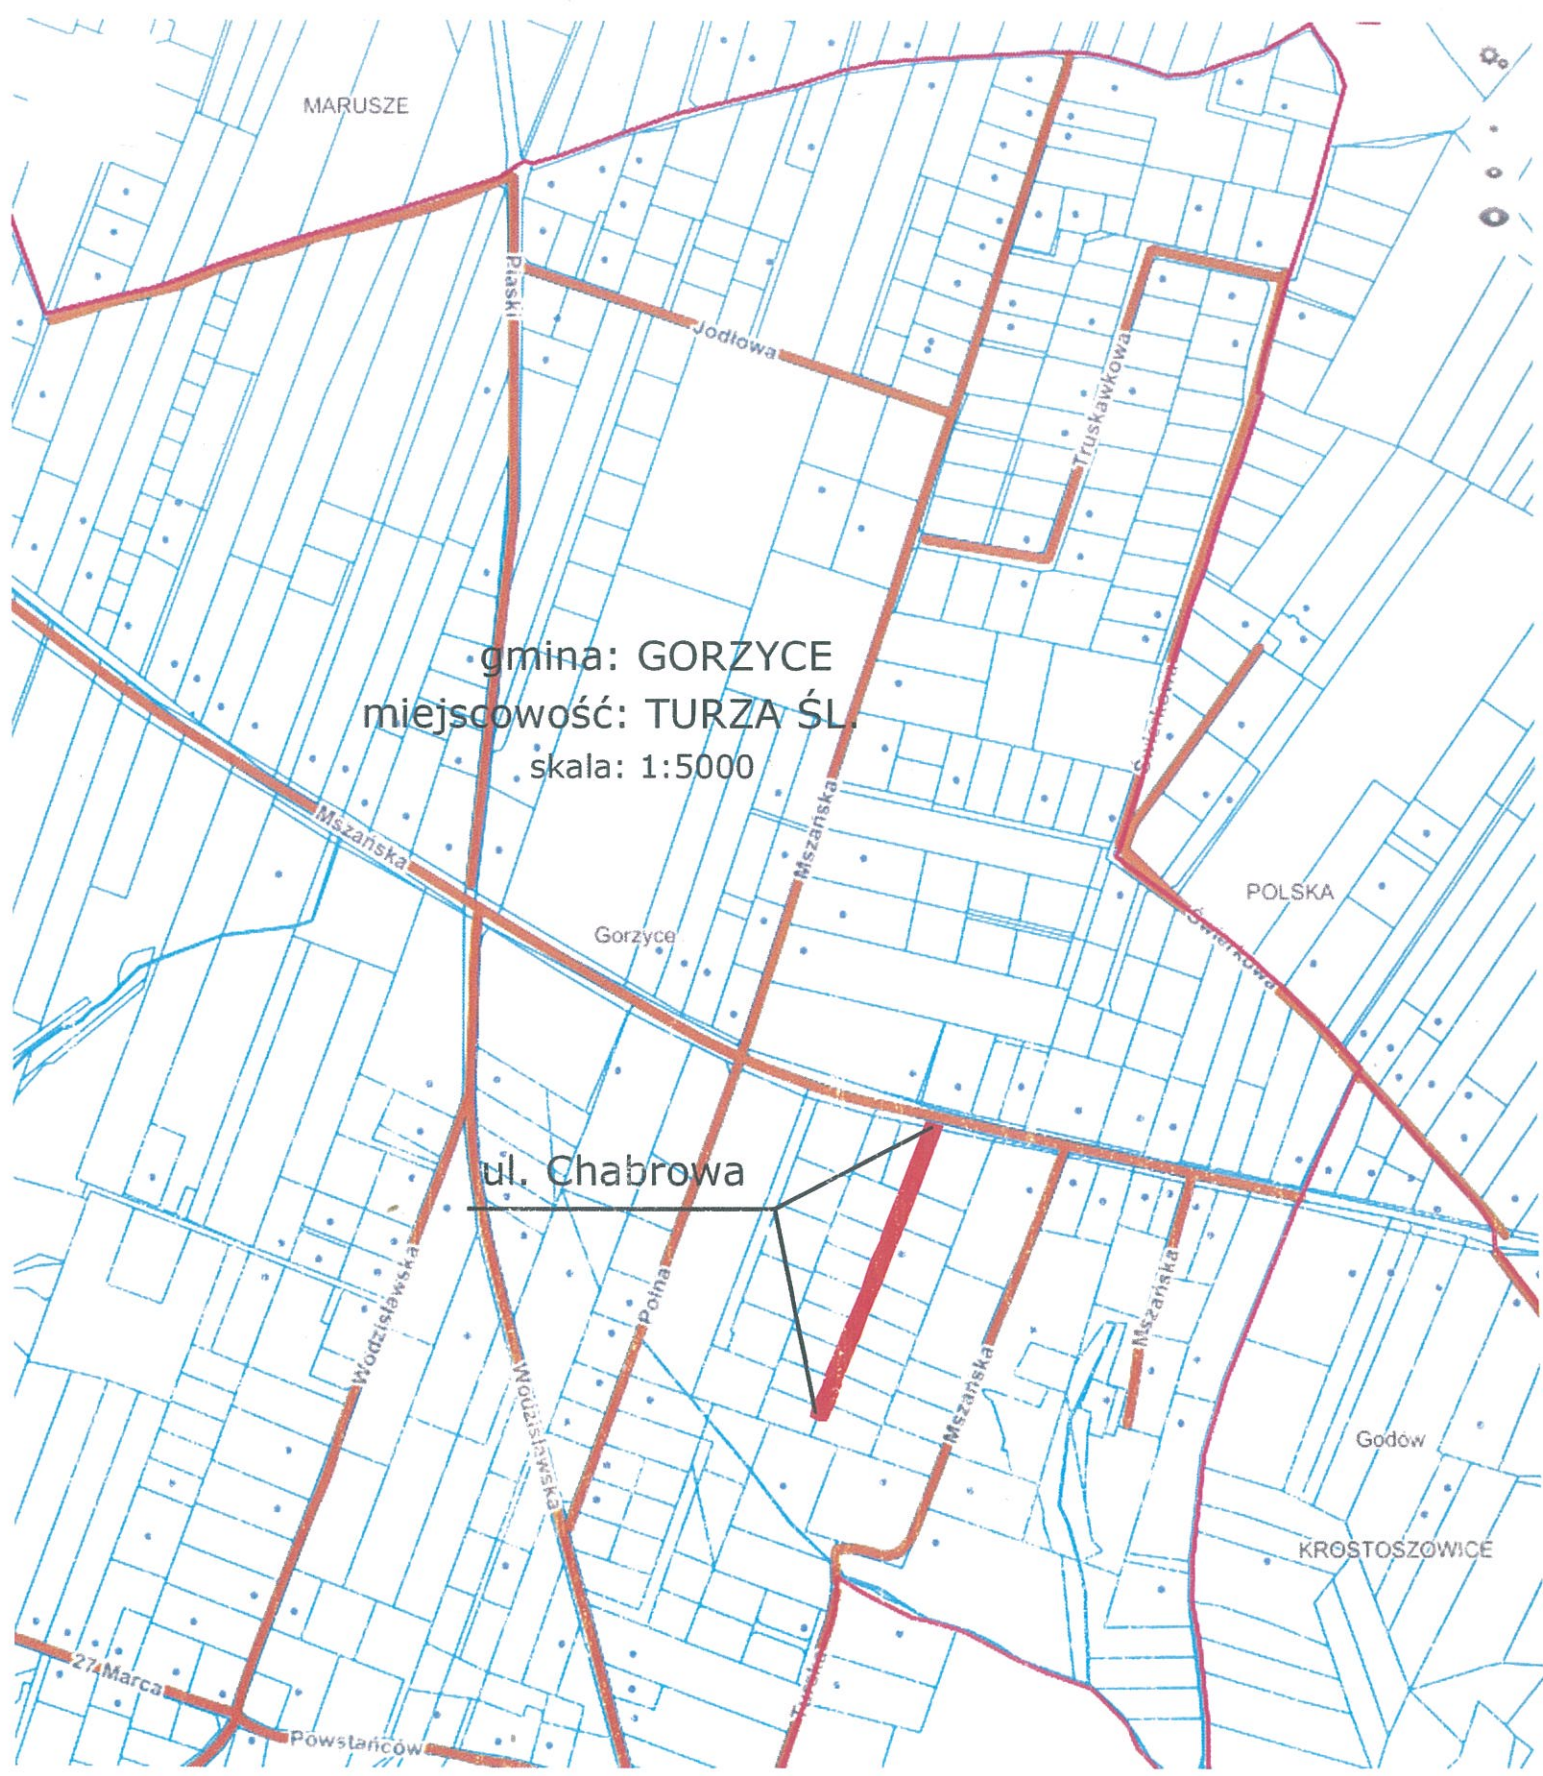 MARUSZE
Piaski
Jodłowa
Truskawkowa
gmina: GORZYCE
miejscowość: TURZA ŚL.
skala: 1:5000
Świerkowa
Mszańska
Mszańska
POLSKA
Gorzyce
Świerkowa
ul. Chabrowa
Wodzisławska
Polna
Mszańska
Wodzisławska
Mszańska
Godów
KROSTOSZOWICE
27 Marca
Powstańców